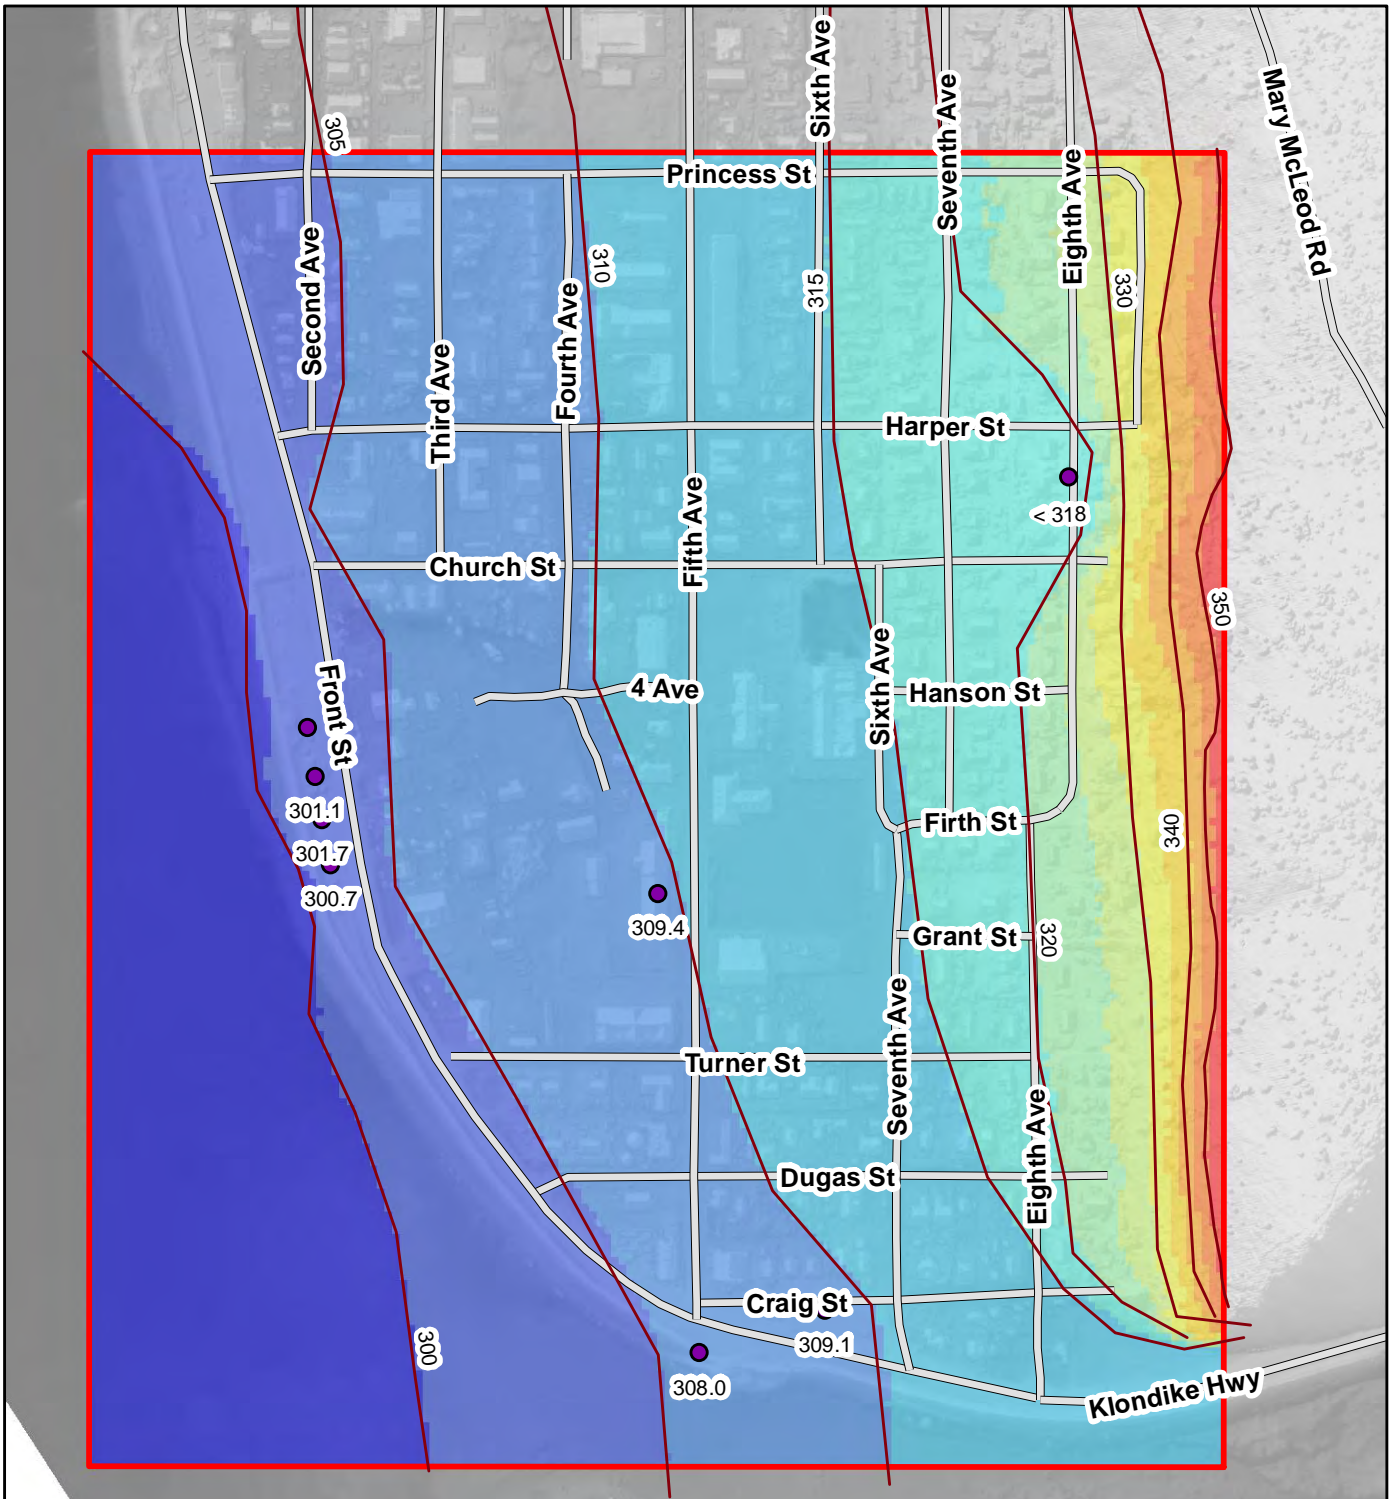 Sixth Ave
Seventh Ave
Mary McLeod Rd
305
Princess St
Eighth Ave
Second Ave
310
315
330
Fourth Ave
Third Ave
Harper St
< 318
Fifth Ave
Church St
350
Sixth Ave
Front St
4 Ave
Hanson St
301.1
Firth St
340
301.7
300.7
309.4
Grant St
320
Turner St
Seventh Ave
Eighth Ave
Dugas St
Craig St
300
309.1
308.0
Klondike Hwy